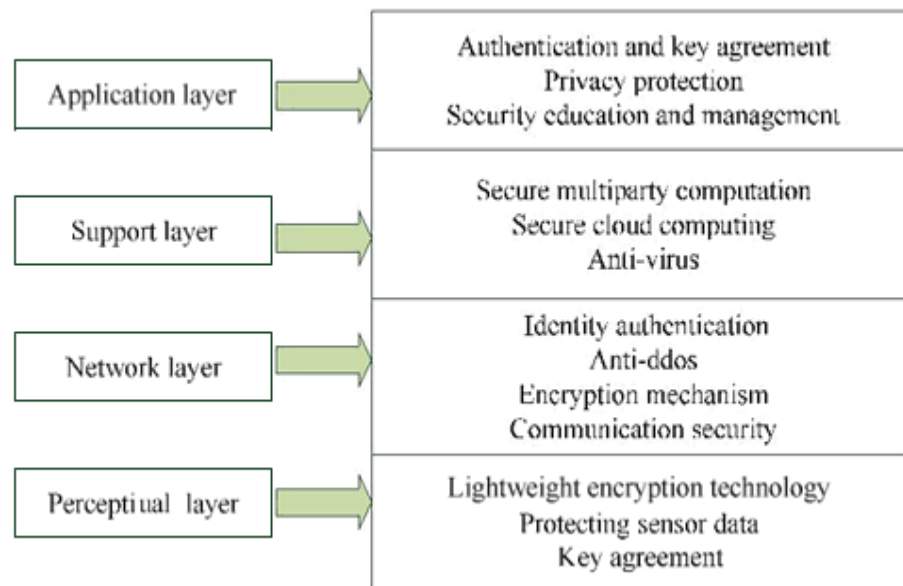 Application layer
Authentication and key agreement
Privacy protection
Security education and management
Support layer
Secure multiparty computation
Secure cloud computing
Anti-virus
Network layer
Identity authentication
Anti-ddos
Encryption mechanism
Communication security
Perceptiual layer
Lightweight encryption technology
Protecting sensor data
Key agreement